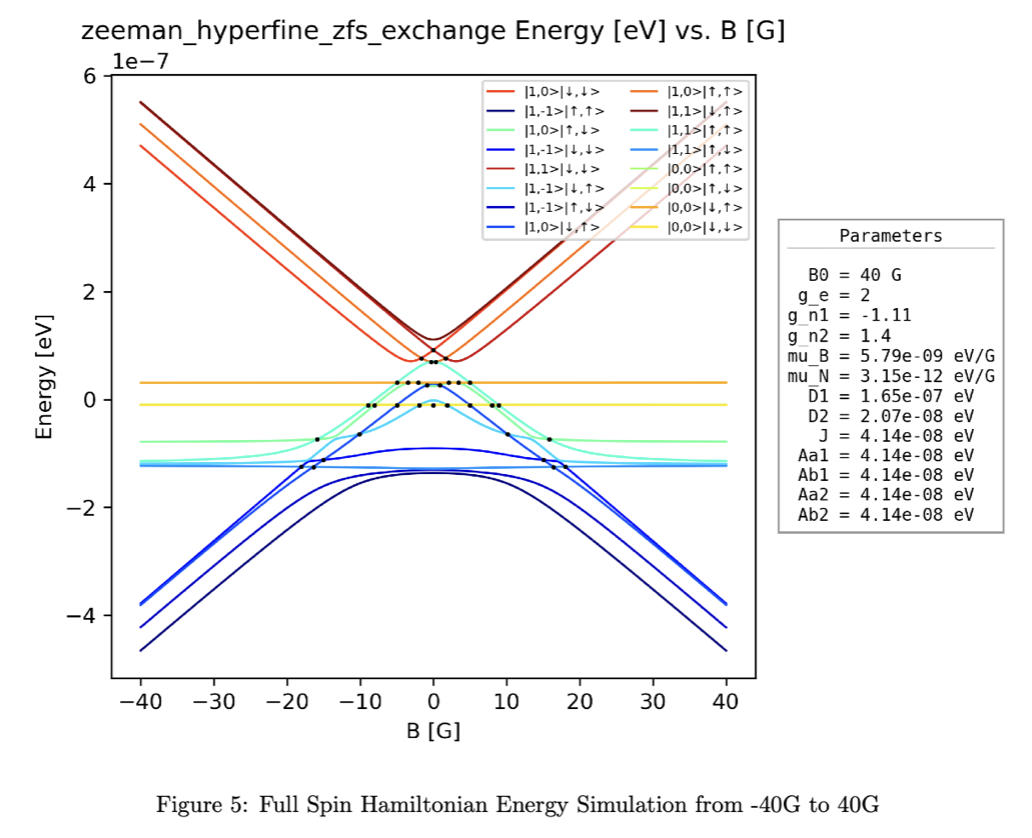 zeeman_hyperfine_zfs_exchange Energy [eV] vs. B [G]
1e−7
6
4
2
0
−2
−4
Energy [eV]
−40 −30 −20 −10 0 10 20 30 40
B [G]
|1,0>|↓,↓>
|1,-1>|↑,↑>
|1,0>|↑,↓>
|1,-1>|↓,↓>
|1,1>|↓,↓>
|1,-1>|↓,↑>
|1,-1>|↑,↓>
|1,0>|↓,↑>
|1,0>|↑,↑>
|1,1>|↓,↑>
|1,1>|↑,↑>
|1,1>|↑,↓>
|0,0>|↑,↑>
|0,0>|↑,↓>
|0,0>|↓,↑>
|0,0>|↓,↓>
Parameters
B0 = 40 G
g_e = 2
g_n1 = -1.11
g_n2 = 1.4
mu_B = 5.79e-09 eV/G
mu_N = 3.15e-12 eV/G
D1 = 1.65e-07 eV
D2 = 2.07e-08 eV
J = 4.14e-08 eV
Aa1 = 4.14e-08 eV
Ab1 = 4.14e-08 eV
Aa2 = 4.14e-08 eV
Ab2 = 4.14e-08 eV
Figure 5: Full Spin Hamiltonian Energy Simulation from -40G to 40G